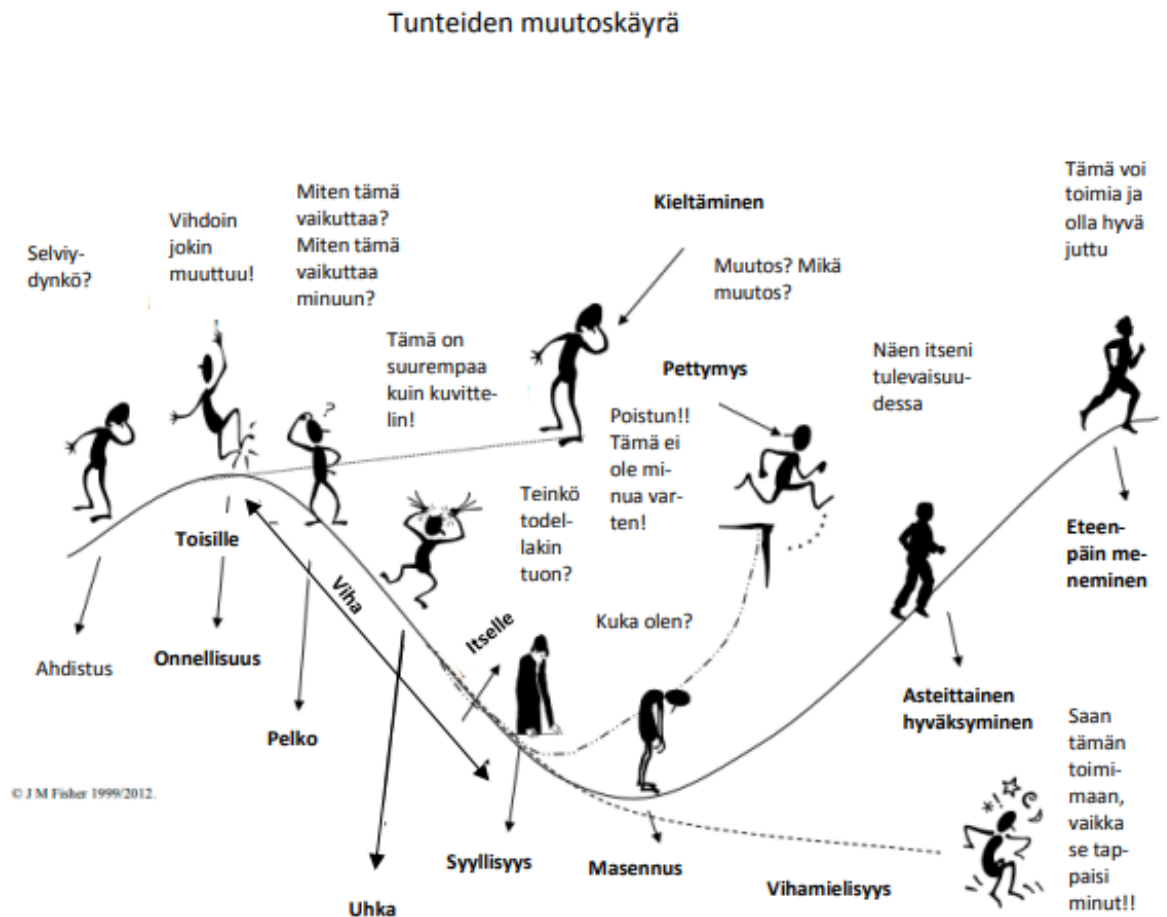 Tunteiden muutoskäyrä
Selviy-
dynkö?
Vihdoin
jokin
muuttuu!
Miten tämä
vaikuttaa?
Miten tämä
vaikuttaa
minuun?
Tämä on
suurempaa
kuin kuvitte-
lin!
Kieltäminen
Muutos? Mikä
muutos?
Pettymys
Poistun!!
Tämä ei
ole mi-
nua var-
ten!
Teinkö
todel-
lakin
tuon?
Kuka olen?
Näen itseni
tulevaisuu-
dessa
Tämä voi
toimia ja
olla hyvä
juttu
Toisille
Viha
Itselle
Ahdistus
Onnellisuus
Pelko
Uhka
Syyllisyys
Masennus
Vihamielisyys
Asteittainen
hyväksyminen
Eteen-
päin me-
neminen
Saan
tämän
toimi-
maan,
vaikka
se tap-
paisi
minut!!
?
*!
© J M Fisher 1999/2012.